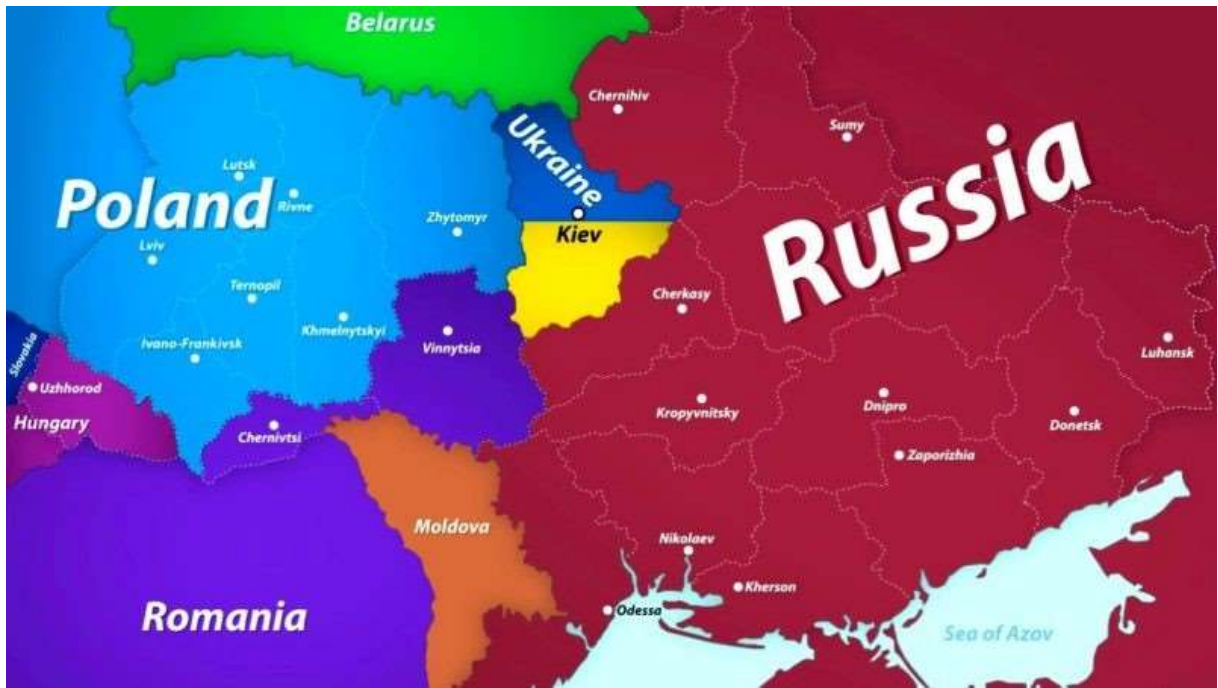 Belarus
Chernihiv
Sumy
Ukraine
Russia
Lutsk
Poland
Rivne
Zhytomyr
Kiev
Lviv
Ternopil
Cherkasy
Khmelnytskyi
Ivano-Frankivsk
Vinnytsia
Luhansk
Slovakia
Uzhhorod
Hungary
Chernivtsi
Kropyvnitsky
Dnipro
Donetsk
Zaporizhia
Moldova
Nikolaev
Kherson
Odessa
Romania
Sea of Azov